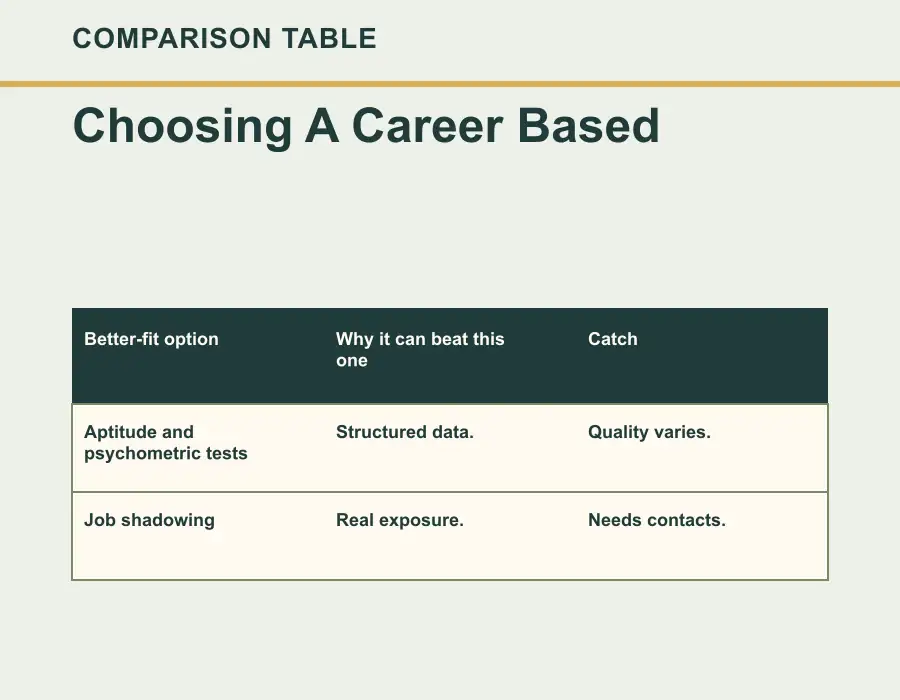 COMPARISON TABLE
Choosing A Career Based
Better-fit option
Why it can beat this
one
Catch
Aptitude and
psychometric tests
Structured data.
Quality varies.
Job shadowing
Real exposure.
Needs contacts.